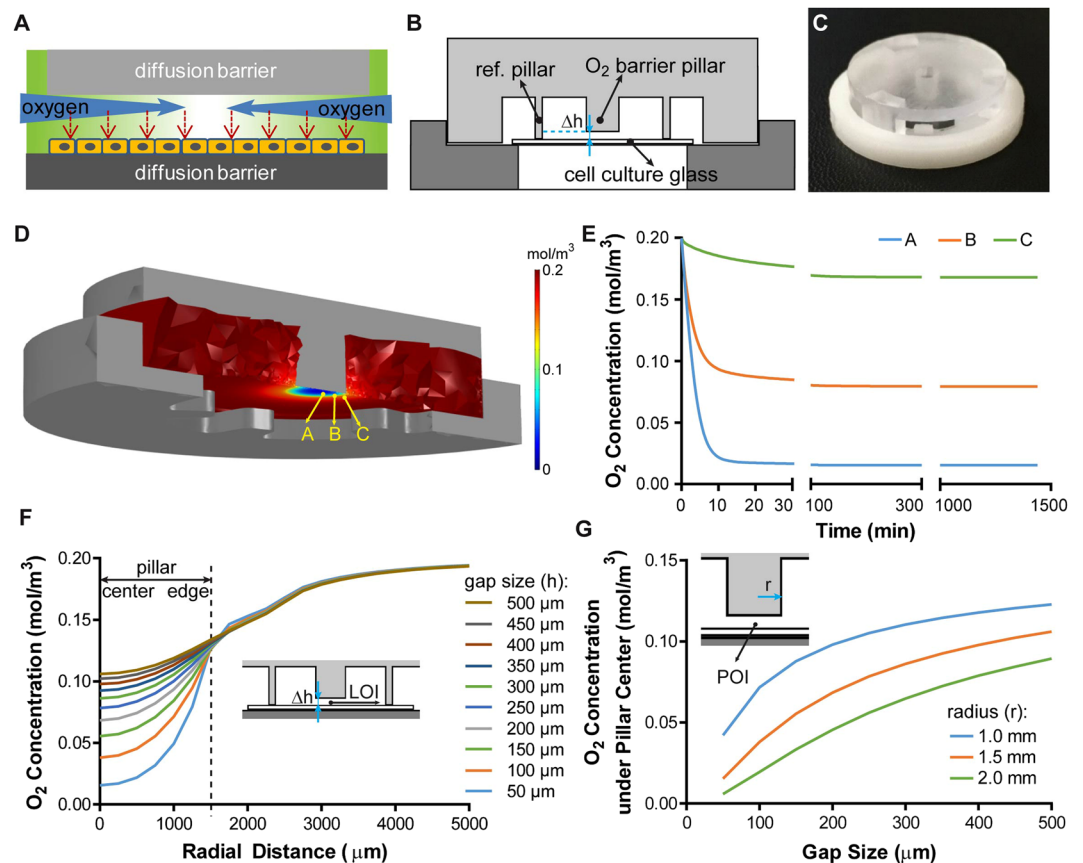 A
diffusion barrier
oxygen
oxygen
diffusion barrier
B
ref. pillar
O₂ barrier pillar
Δh
cell culture glass
C
D
mol/m³
0.2
0.1
0
A B C
E
A B C
O₂ Concentration (mol/m³)
0.20
0.15
0.10
0.05
0.00
0 10 20 30 100 300 1000 1500
Time (min)
F
O₂ Concentration (mol/m³)
0.20
0.15
0.10
0.05
0.00
pillar
center edge
Δh
LOI
gap size (h):
500 µm
450 µm
400 µm
350 µm
300 µm
250 µm
200 µm
150 µm
100 µm
50 µm
0 1000 2000 3000 4000 5000
Radial Distance (µm)
G
O₂ Concentration
under Pillar Center (mol/m³)
0.20
0.15
0.10
0.05
0.00
r
POI
radius (r):
1.0 mm
1.5 mm
2.0 mm
0 100 200 300 400 500
Gap Size (µm)